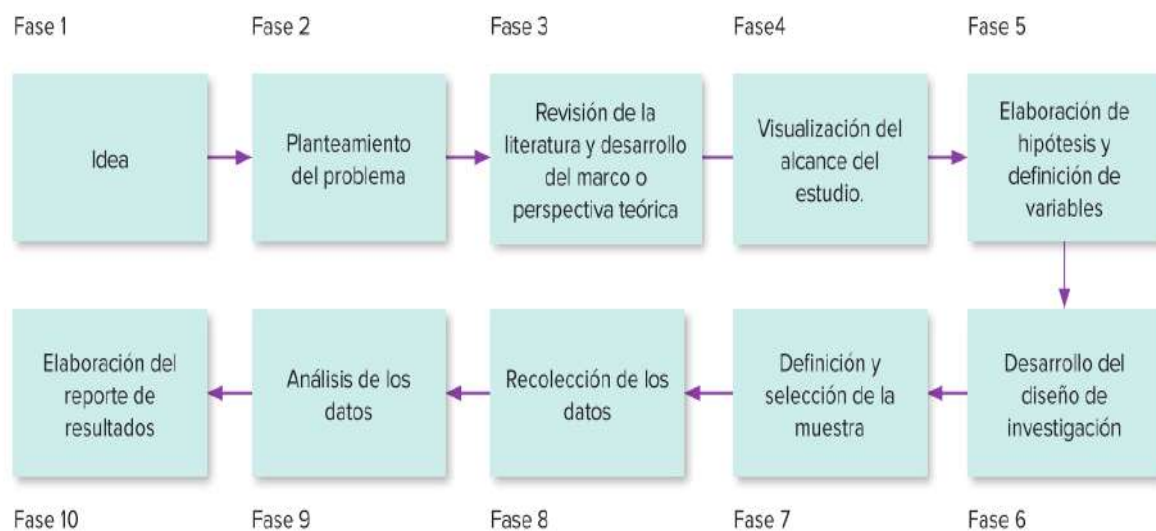 Fase 1
Idea
Fase 2
Planteamiento
del problema
Fase 3
Revisión de la
literatura y desarrollo
del marco o
perspectiva teórica
Fase4
Visualización del
alcance del
estudio.
Fase 5
Elaboración de
hipótesis y
definición de
variables
Desarrollo del
diseño de
investigación
Fase 6
Definición y
selección de la
muestra
Fase 7
Recolección de los
datos
Fase 8
Análisis de los
datos
Fase 9
Elaboración del
reporte de
resultados
Fase 10